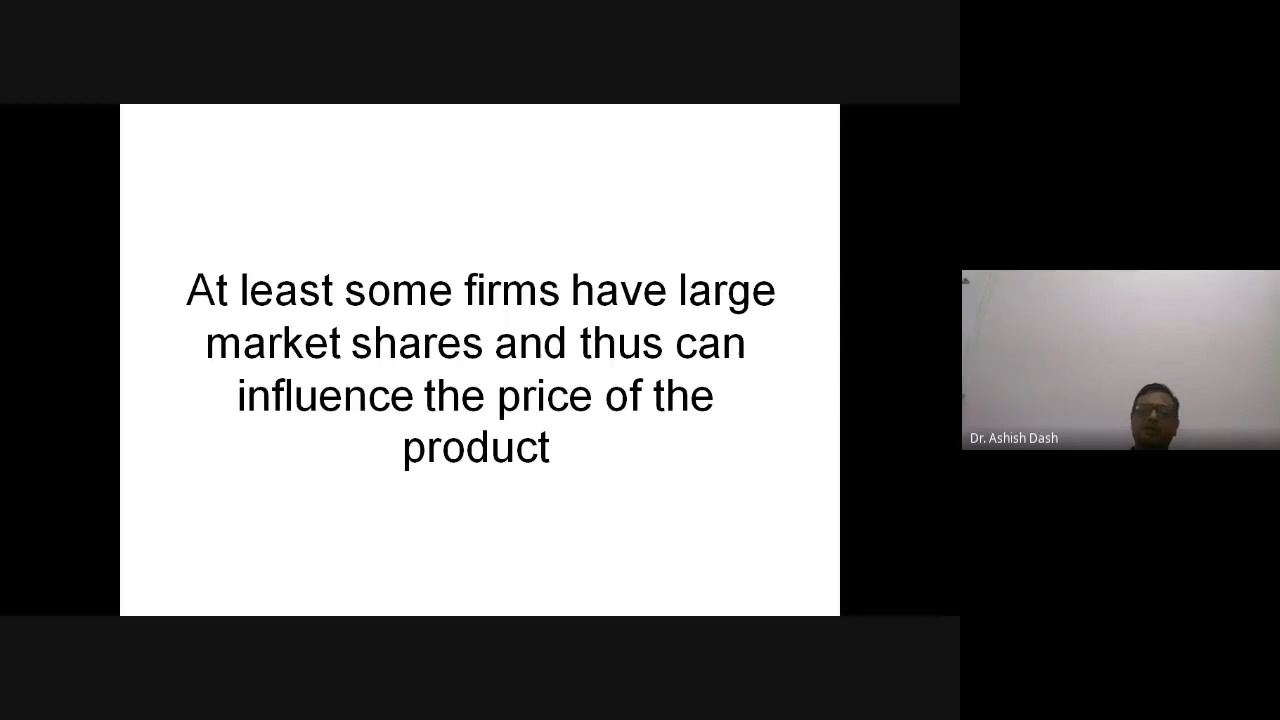 At least some firms have large
market shares and thus can
influence the price of the
product
Dr. Ashish Dash